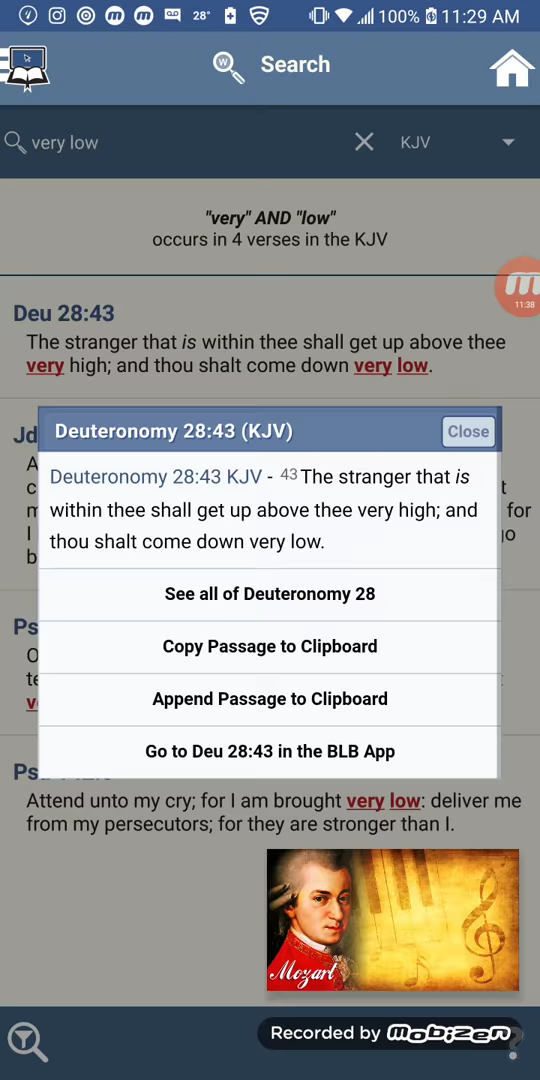 28° 100% 11:29 AM
W Search
very low KJV
"very" AND "low"
occurs in 4 verses in the KJV
11:38
Deu 28:43
The stranger that is within thee shall get up above thee
very high; and thou shalt come down very low.
Deuteronomy 28:43 (KJV) Close
Deuteronomy 28:43 KJV - 43 The stranger that is
within thee shall get up above thee very high; and
thou shalt come down very low.
See all of Deuteronomy 28
Copy Passage to Clipboard
Append Passage to Clipboard
Go to Deu 28:43 in the BLB App
Attend unto my cry; for I am brought very low: deliver me
from my persecutors; for they are stronger than I.
Mozart
Recorded by Mobizen